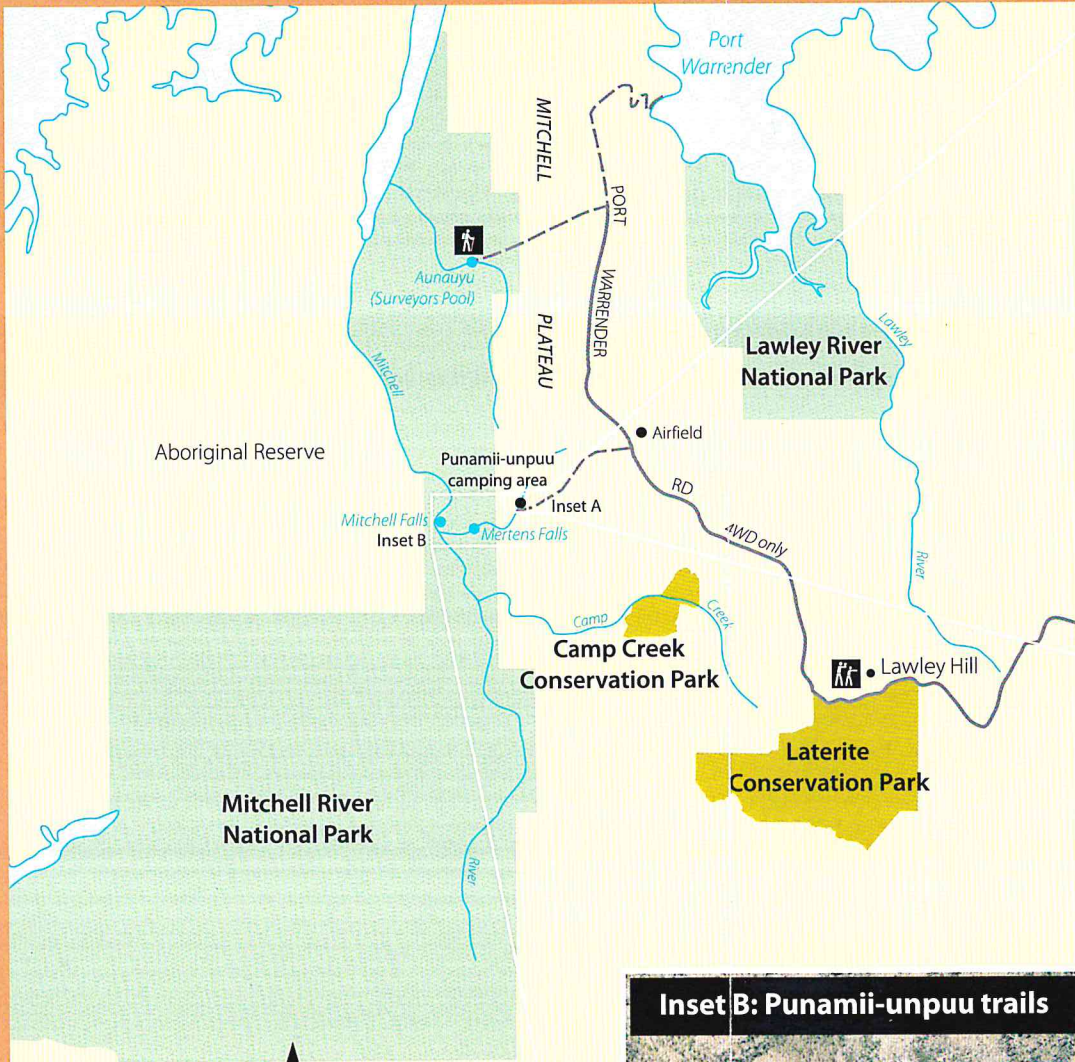 Port
Warrender
MITCHELL
PORT
Aunauyu
(Surveyors Pool)
WARRENDER
PLATEAU
Lawley
Lawley River
National Park
Mitchell
Airfield
Aboriginal Reserve
Punamii-unpuu
camping area
RD
Inset A
Mitchell Falls
Inset B
Mertens Falls
4WD only
River
Camp
Creek
Camp Creek
Conservation Park
Lawley Hill
Laterite
Conservation Park
Mitchell River
National Park
River
Inset B: Punamii-unpuu trails